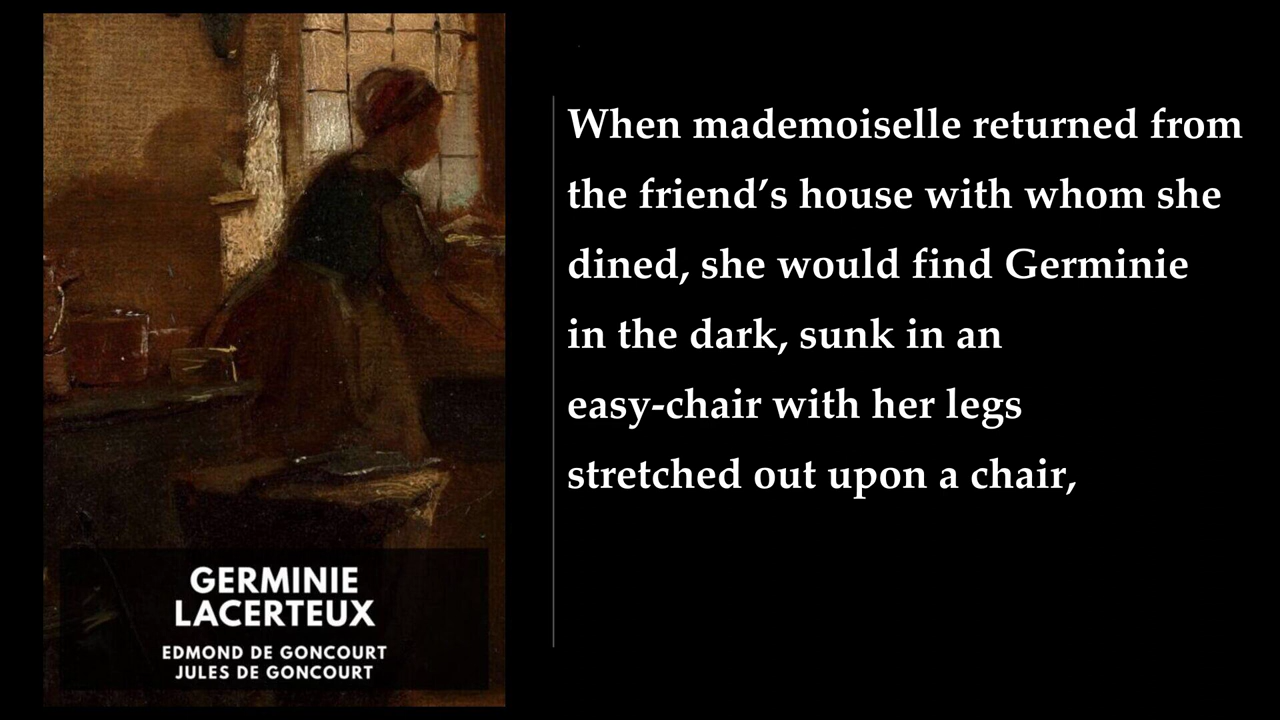 GERMINIE
LACERTEUX
EDMOND DE GONCOURT
JULES DE GONCOURT
When mademoiselle returned from
the friend’s house with whom she
dined, she would find Germinie
in the dark, sunk in an
easy-chair with her legs
stretched out upon a chair,